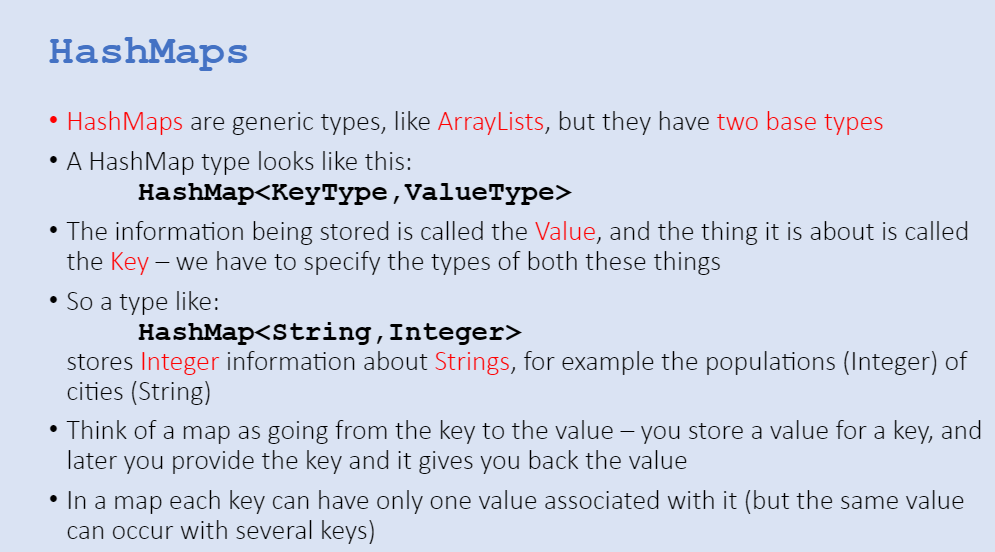 HashMaps
• HashMaps are generic types, like ArrayLists, but they have two base types
• A HashMap type looks like this:
HashMap<KeyType,ValueType>
• The information being stored is called the Value, and the thing it is about is called
the Key – we have to specify the types of both these things
• So a type like:
HashMap<String,Integer>
stores Integer information about Strings, for example the populations (Integer) of
cities (String)
• Think of a map as going from the key to the value – you store a value for a key, and
later you provide the key and it gives you back the value
• In a map each key can have only one value associated with it (but the same value
can occur with several keys)